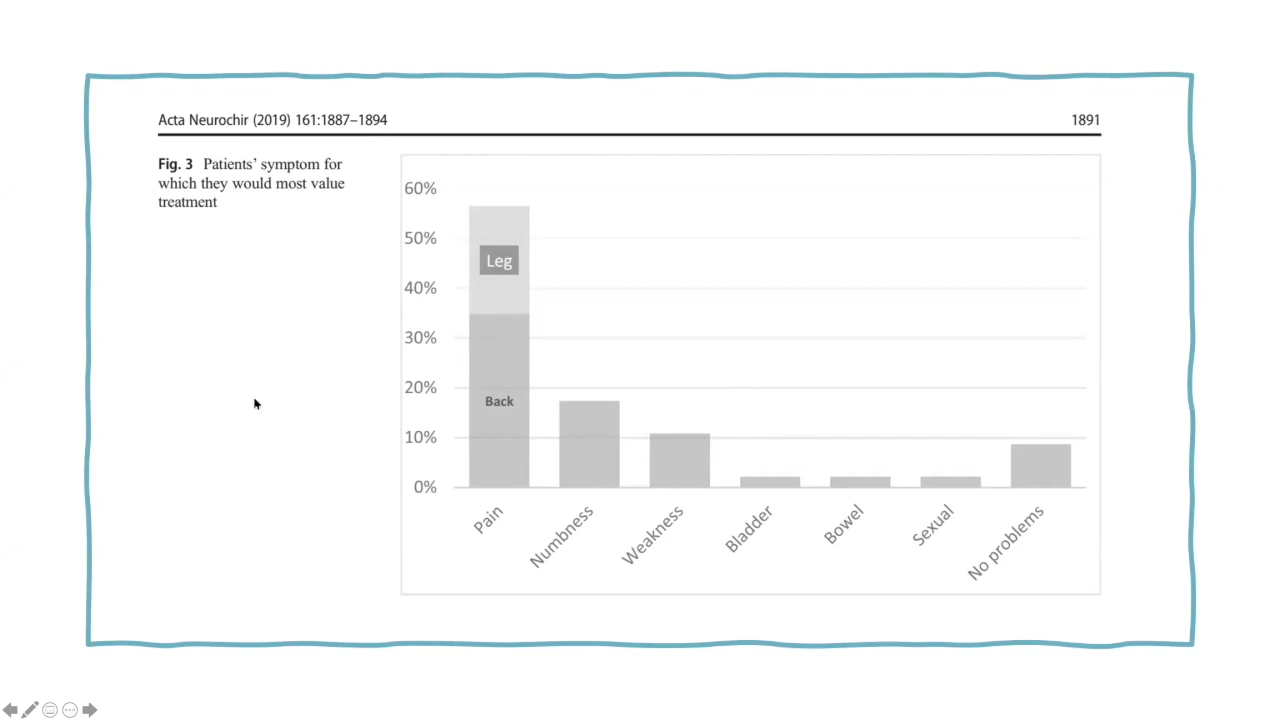 Acta Neurochir (2019) 161:1887–1894
1891
Fig. 3 Patients' symptom for
which they would most value
treatment
60%
50%
40%
30%
20%
10%
0%
Leg
Back
Pain
Numbness
Weakness
Bladder
Bowel
Sexual
No problems